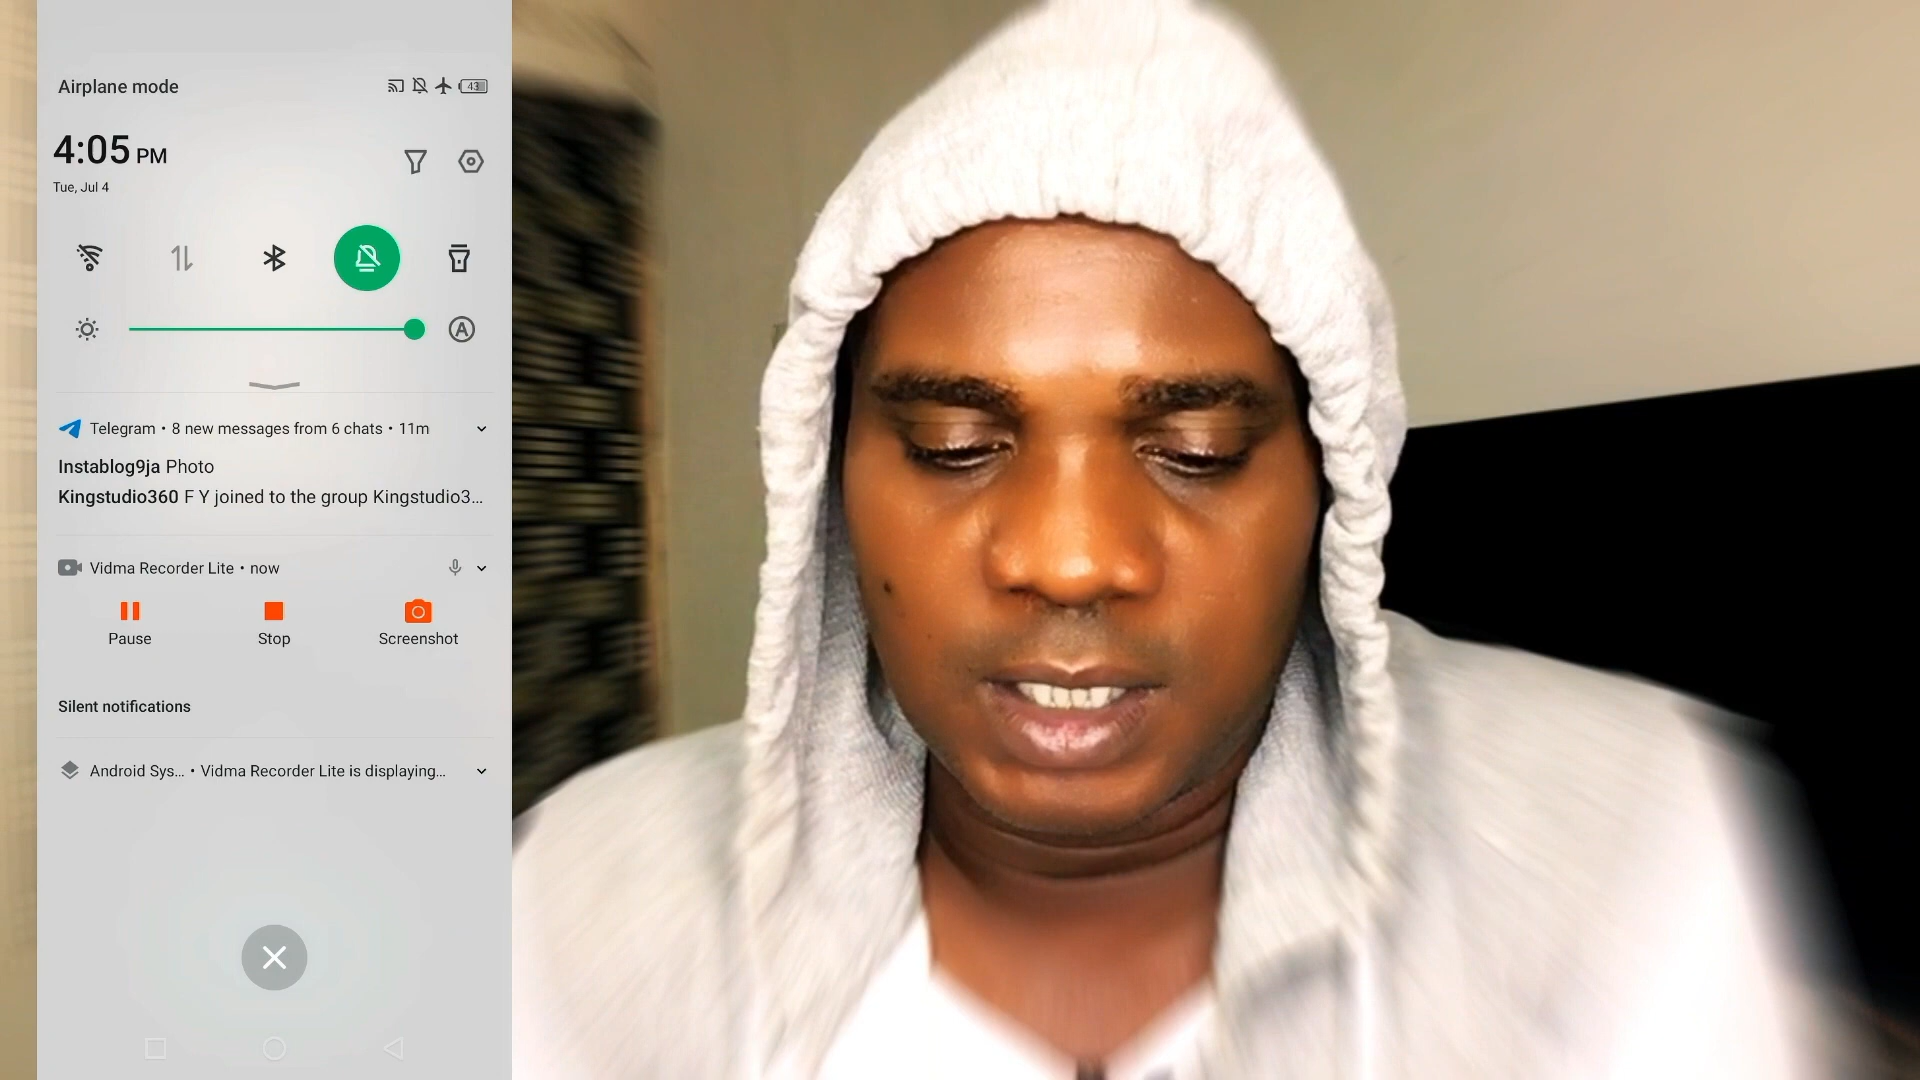 Airplane mode
43
4:05 PM
Tue, Jul 4
A
Telegram • 8 new messages from 6 chats • 11m
Instablog9ja Photo
Kingstudio360 F Y joined to the group Kingstudio3...
Vidma Recorder Lite • now
Pause Stop Screenshot
Silent notifications
Android Sys... • Vidma Recorder Lite is displaying...